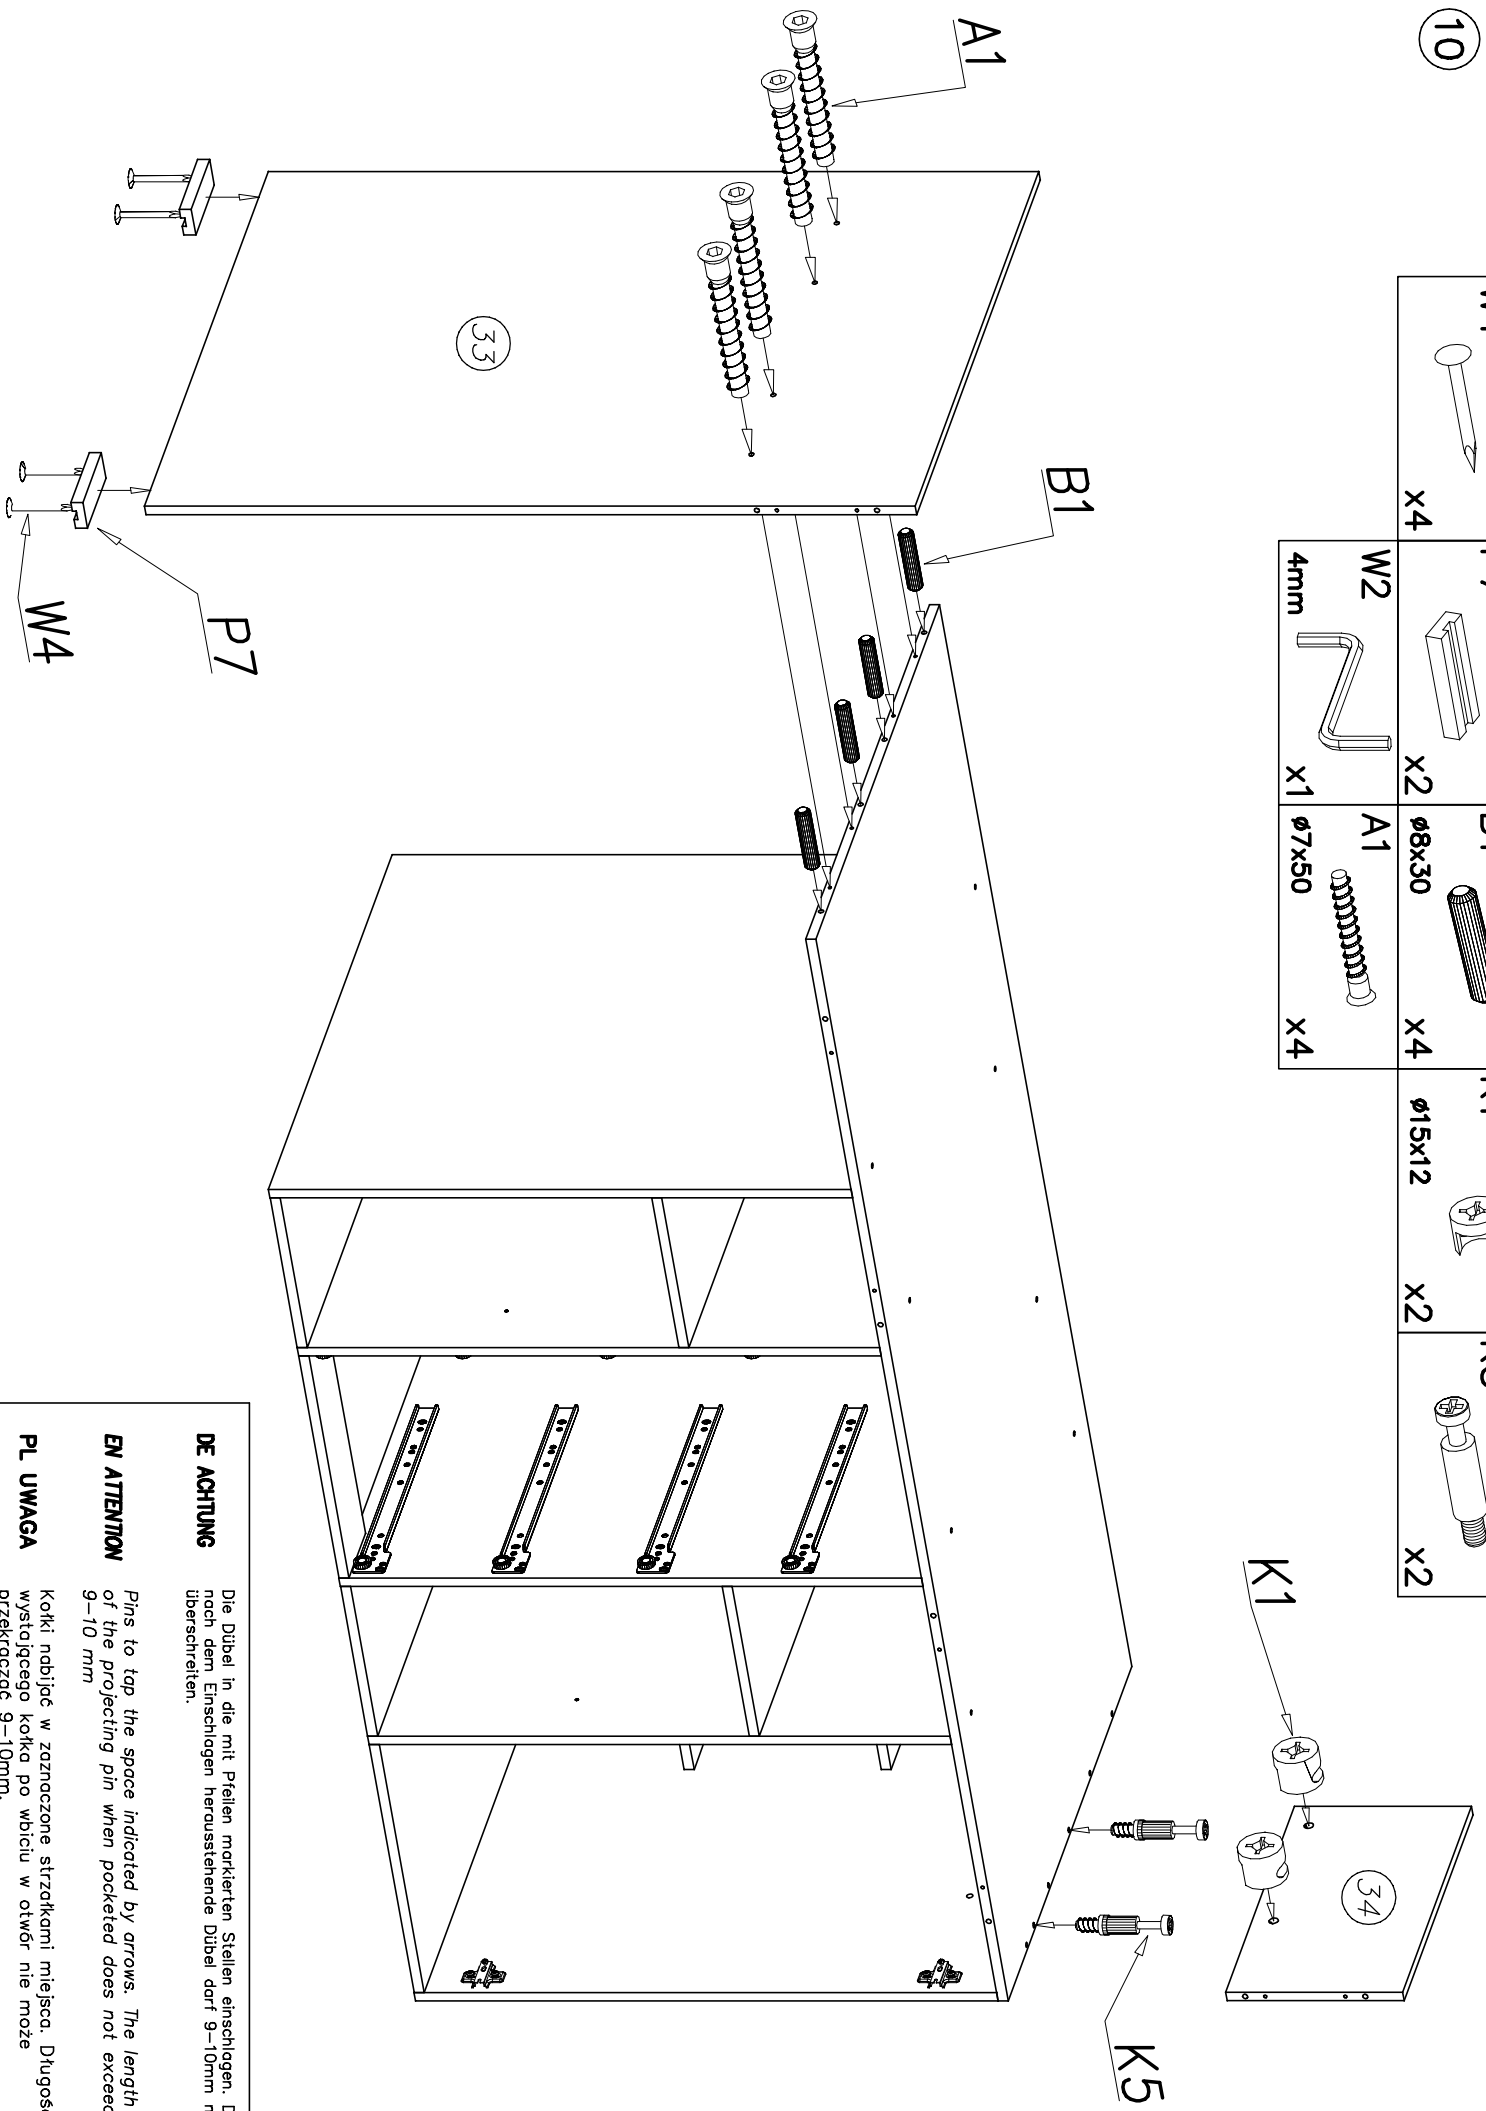 10
x4
x2
ø8x30
x4
ø15x12
x2
x2
W2
4mm
x1
A1
ø7x50
x4
A1
B1
33
P7
W4
K1
34
K5
DE ACHTUNG
Die Dübel in die mit Pfeilen markierten Stellen einschlagen.
nach dem Einschlagen herausstehende Dübel darf 9-10mm
überschreiten.
EN ATTENTION
Pins to tap the space indicated by arrows. The length
of the projecting pin when pocketed does not exceed
9-10 mm
PL UWAGA
Kołki nabijać w zaznaczone strzałkami miejsca. Długość
wystającego kołka po wbiciu w otwór nie może
przekraczać 9-10mm.